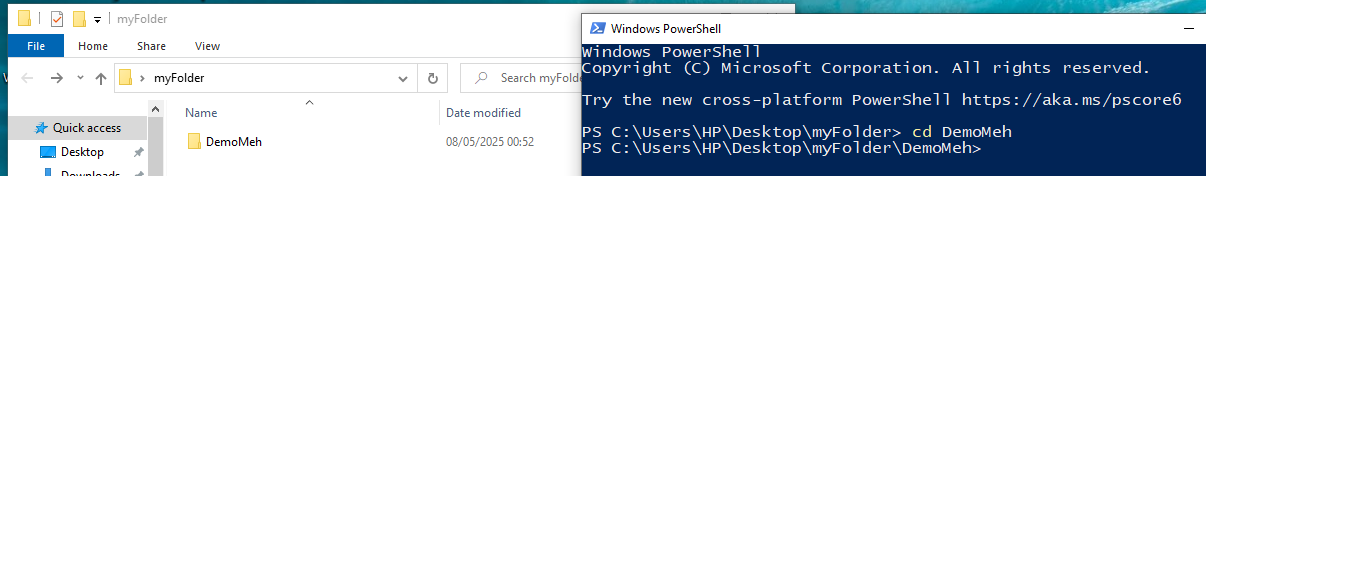 myFolder
File Home Share View
myFolder
Search myFolde
Name Date modified
Quick access
DemoMeh 08/05/2025 00:52
Desktop
Downloads
Windows PowerShell
Windows PowerShell
Copyright (C) Microsoft Corporation. All rights reserved.
Try the new cross-platform PowerShell https://aka.ms/pscore6
PS C:\Users\HP\Desktop\myFolder> cd DemoMeh
PS C:\Users\HP\Desktop\myFolder\DemoMeh>